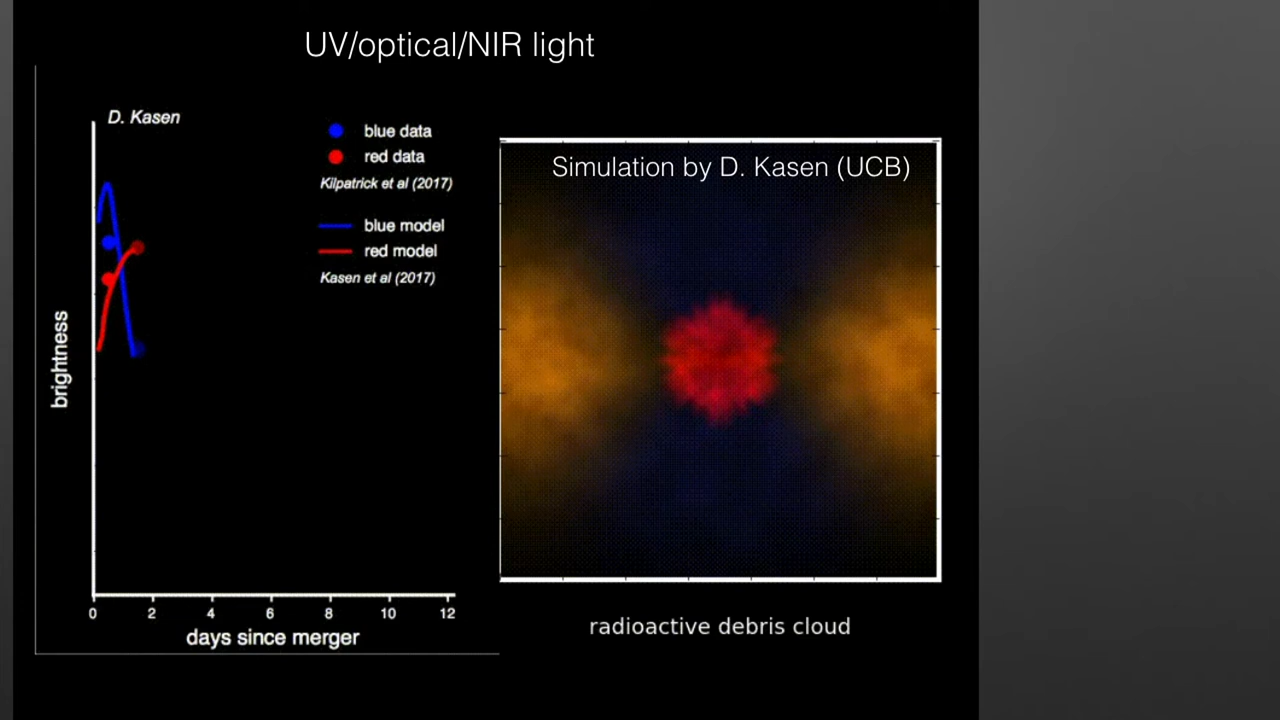 UV/optical/NIR light
D. Kasen
blue data
red data
Kilpatrick et al (2017)
blue model
red model
Kasen et al (2017)
brightness
0 2 4 6 8 10 12
days since merger
Simulation by D. Kasen (UCB)
radioactive debris cloud